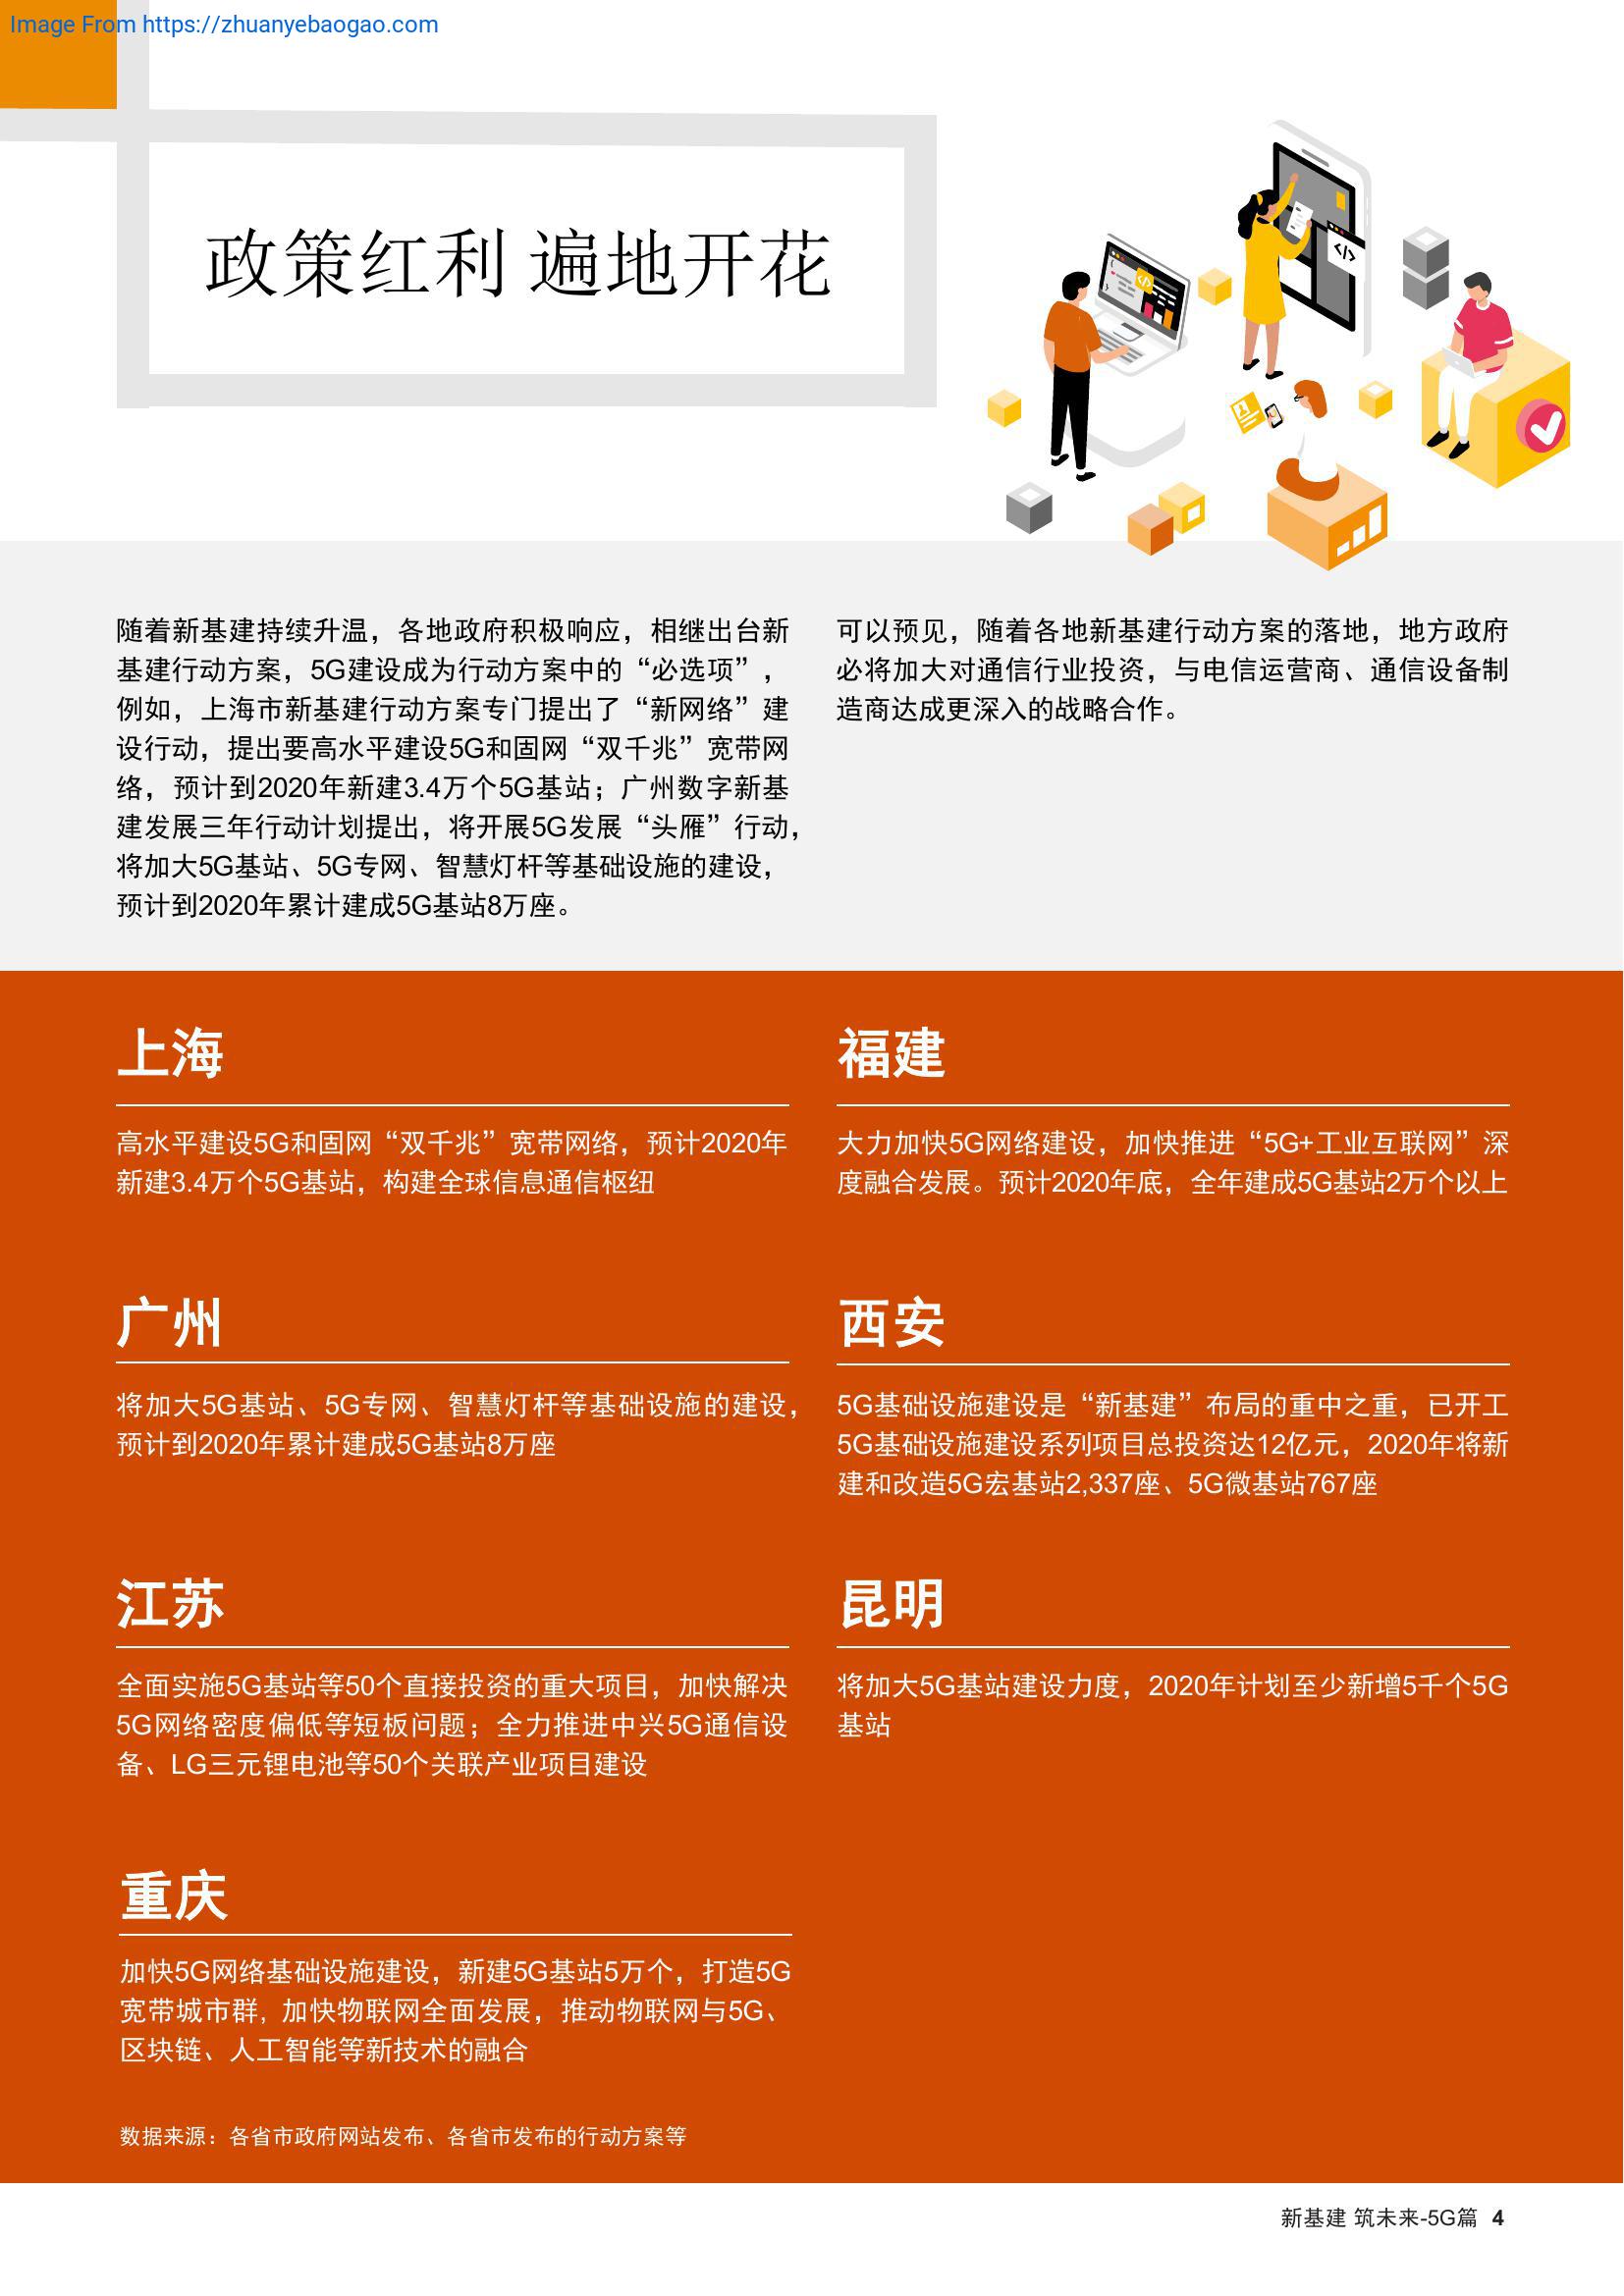 Image From https://zhuanyebaogao.com
政策红利 遍地开花
随着新基建持续升温，各地政府积极响应，相继出台新
基建行动方案，5G建设成为行动方案中的“必选项”，
例如，上海市新基建行动方案专门提出了“新网络”建
设行动，提出要高水平建设5G和固网“双千兆”宽带网
络，预计到2020年新建3.4万个5G基站；广州数字新基
建发展三年行动计划提出，将开展5G发展“头雁”行动，
将加大5G基站、5G专网、智慧灯杆等基础设施的建设，
预计到2020年累计建成5G基站8万座。
可以预见，随着各地新基建行动方案的落地，地方政府
必将加大对通信行业投资，与电信运营商、通信设备制
造商达成更深入的战略合作。
上海
高水平建设5G和固网“双千兆”宽带网络，预计2020年
新建3.4万个5G基站，构建全球信息通信枢纽
广州
将加大5G基站、5G专网、智慧灯杆等基础设施的建设，
预计到2020年累计建成5G基站8万座
江苏
全面实施5G基站等50个直接投资的重大项目，加快解决
5G网络密度偏低等短板问题；全力推进中兴5G通信设
备、LG三元锂电池等50个关联产业项目建设
重庆
加快5G网络基础设施建设，新建5G基站5万个，打造5G
宽带城市群, 加快物联网全面发展，推动物联网与5G、
区块链、人工智能等新技术的融合
福建
大力加快5G网络建设，加快推进“5G+工业互联网”深
度融合发展。预计2020年底，全年建成5G基站2万个以上
西安
5G基础设施建设是“新基建”布局的重中之重，已开工
5G基础设施建设系列项目总投资达12亿元，2020年将新
建和改造5G宏基站2,337座、5G微基站767座
昆明
将加大5G基站建设力度，2020年计划至少新增5千个5G
基站
数据来源：各省市政府网站发布、各省市发布的行动方案等
新基建 筑未来-5G篇 4